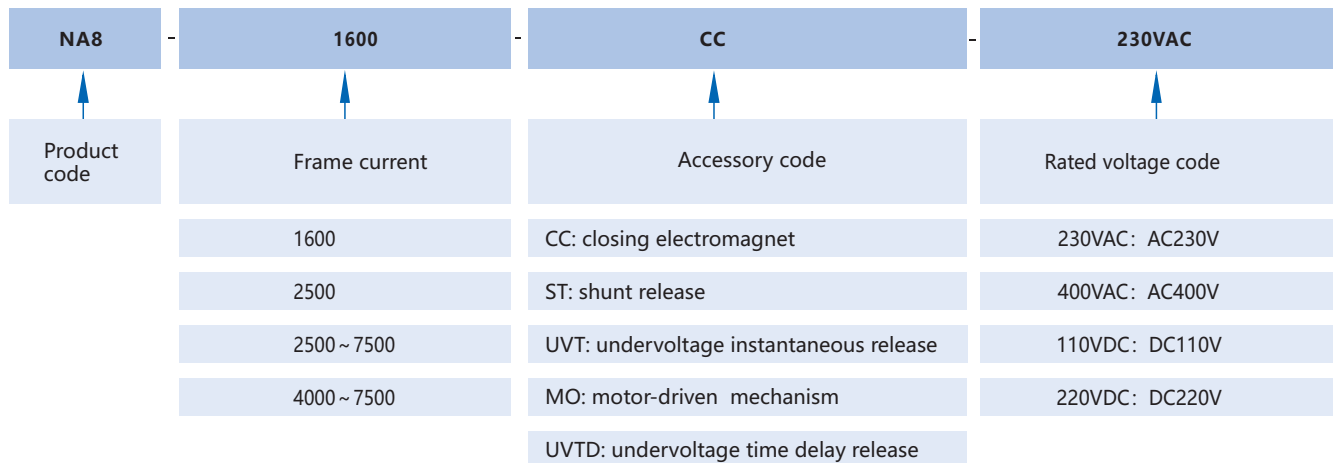 NA8 - 1600 - CC - 230VAC
Product
code
Frame current
Accessory code
Rated voltage code
1600
CC: closing electromagnet
230VAC：AC230V
2500
ST: shunt release
400VAC：AC400V
2500～7500
UVT: undervoltage instantaneous release
110VDC：DC110V
4000～7500
MO: motor-driven mechanism
220VDC：DC220V
UVTD: undervoltage time delay release